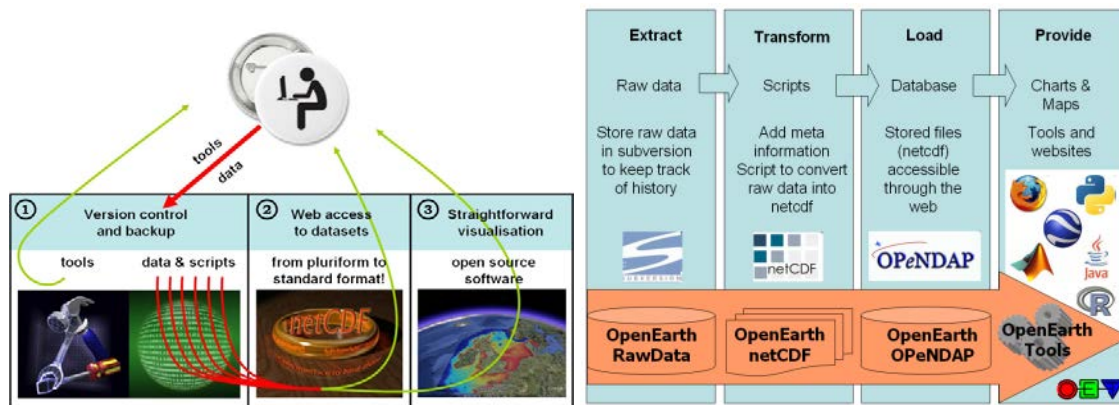 tools
data
1
Version control
and backup
tools
data & scripts
2
Web access
to datasets
from pluriform to
standard format!
netCDF
3
Straightforward
visualisation
open source
software
Extract
Raw data
Store raw data
in subversion
to keep track
of history
SUBVERSION
OpenEarth
RawData
Transform
Scripts
Add meta
information
Script to convert
raw data into
netcdf
netCDF
OpenEarth
netCDF
Load
Database
Stored files
(netcdf)
accessible
through the
web
OPeNDAP
OpenEarth
OPeNDAP
Provide
Charts &
Maps
Tools and
websites
Java
R
OpenEarth
Tools
E